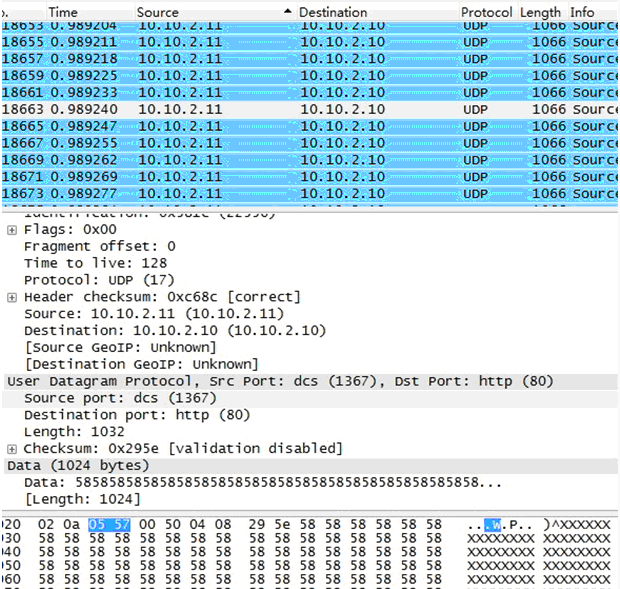 o. Time Source Destination Protocol Length Info
18653 0.989204 10.10.2.11 10.10.2.10 UDP 1066 Source
18655 0.989211 10.10.2.11 10.10.2.10 UDP 1066 Source
18657 0.989218 10.10.2.11 10.10.2.10 UDP 1066 Source
18659 0.989225 10.10.2.11 10.10.2.10 UDP 1066 Source
18661 0.989233 10.10.2.11 10.10.2.10 UDP 1066 Source
18663 0.989240 10.10.2.11 10.10.2.10 UDP 1066 Source
18665 0.989247 10.10.2.11 10.10.2.10 UDP 1066 Source
18667 0.989255 10.10.2.11 10.10.2.10 UDP 1066 Source
18669 0.989262 10.10.2.11 10.10.2.10 UDP 1066 Source
18671 0.989269 10.10.2.11 10.10.2.10 UDP 1066 Source
18673 0.989277 10.10.2.11 10.10.2.10 UDP 1066 Source
Identification:
Flags: 0x00
Fragment offset: 0
Time to live: 128
Protocol: UDP (17)
Header checksum: 0xc68c [correct]
Source: 10.10.2.11 (10.10.2.11)
Destination: 10.10.2.10 (10.10.2.10)
[Source GeoIP: Unknown]
[Destination GeoIP: Unknown]
User Datagram Protocol, Src Port: dcs (1367), Dst Port: http (80)
Source port: dcs (1367)
Destination port: http (80)
Length: 1032
Checksum: 0x295e [validation disabled]
Data (1024 bytes)
Data: 585858585858585858585858585858585858585858585858...
[Length: 1024]
020 02 0a 05 57 00 50 04 08 29 5e 58 58 58 58 58 58 ...W.P.. )^XXXXXX
030 58 58 58 58 58 58 58 58 58 58 58 58 58 58 58 58 XXXXXXXX XXXXXXXX
040 58 58 58 58 58 58 58 58 58 58 58 58 58 58 58 58 XXXXXXXX XXXXXXXX
050 58 58 58 58 58 58 58 58 58 58 58 58 58 58 58 58 XXXXXXXX XXXXXXXX
060 58 58 58 58 58 58 58 58 58 58 58 58 58 58 58 58 XXXXXXXX XXXXXXXX